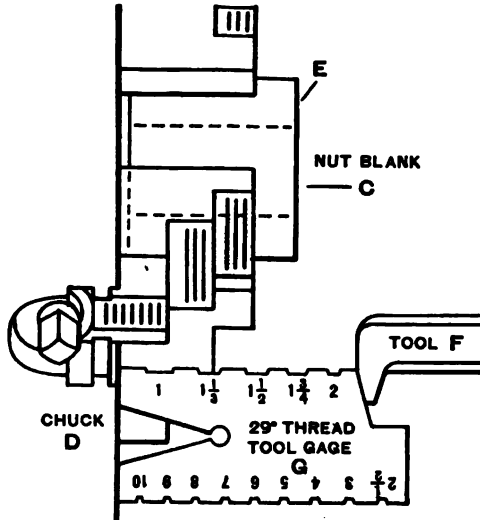 E
NUT BLANK
C
TOOL F
1 1 1/3 1 1/2 1 3/4 2
CHUCK
D
29° THREAD
TOOL GAGE
G
10 9 8 7 6 5 4 3 2 1/2 2